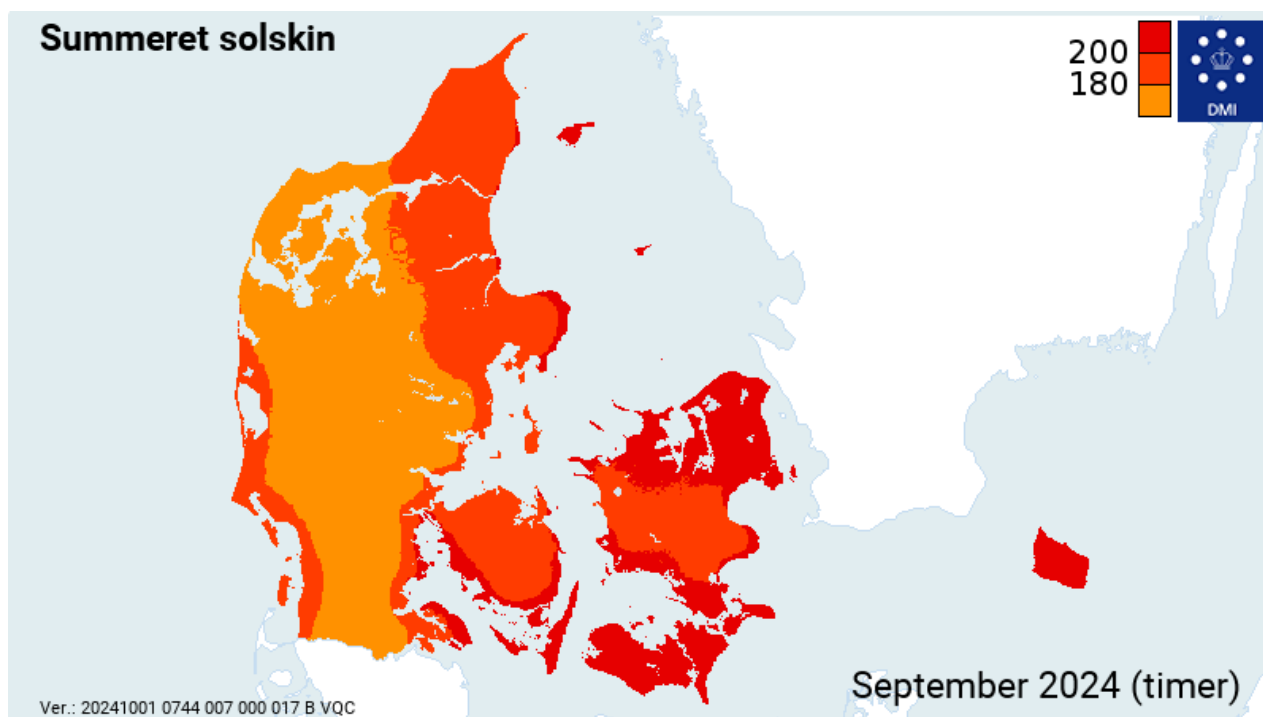 Summeret solskin
200
180
DMI
September 2024 (timer)
Ver.: 20241001 0744 007 000 017 B VQC